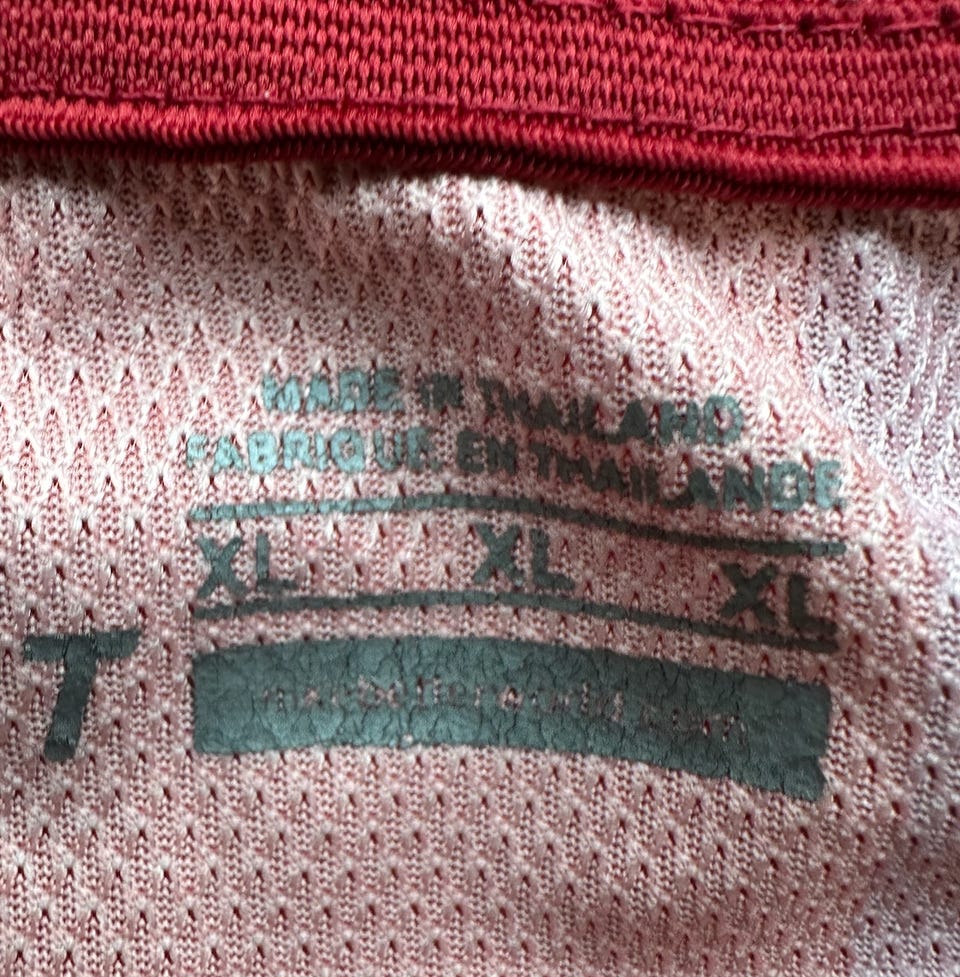 MADE IN THAILAND
FABRIQUE EN THAILANDE
XL XL XL
T